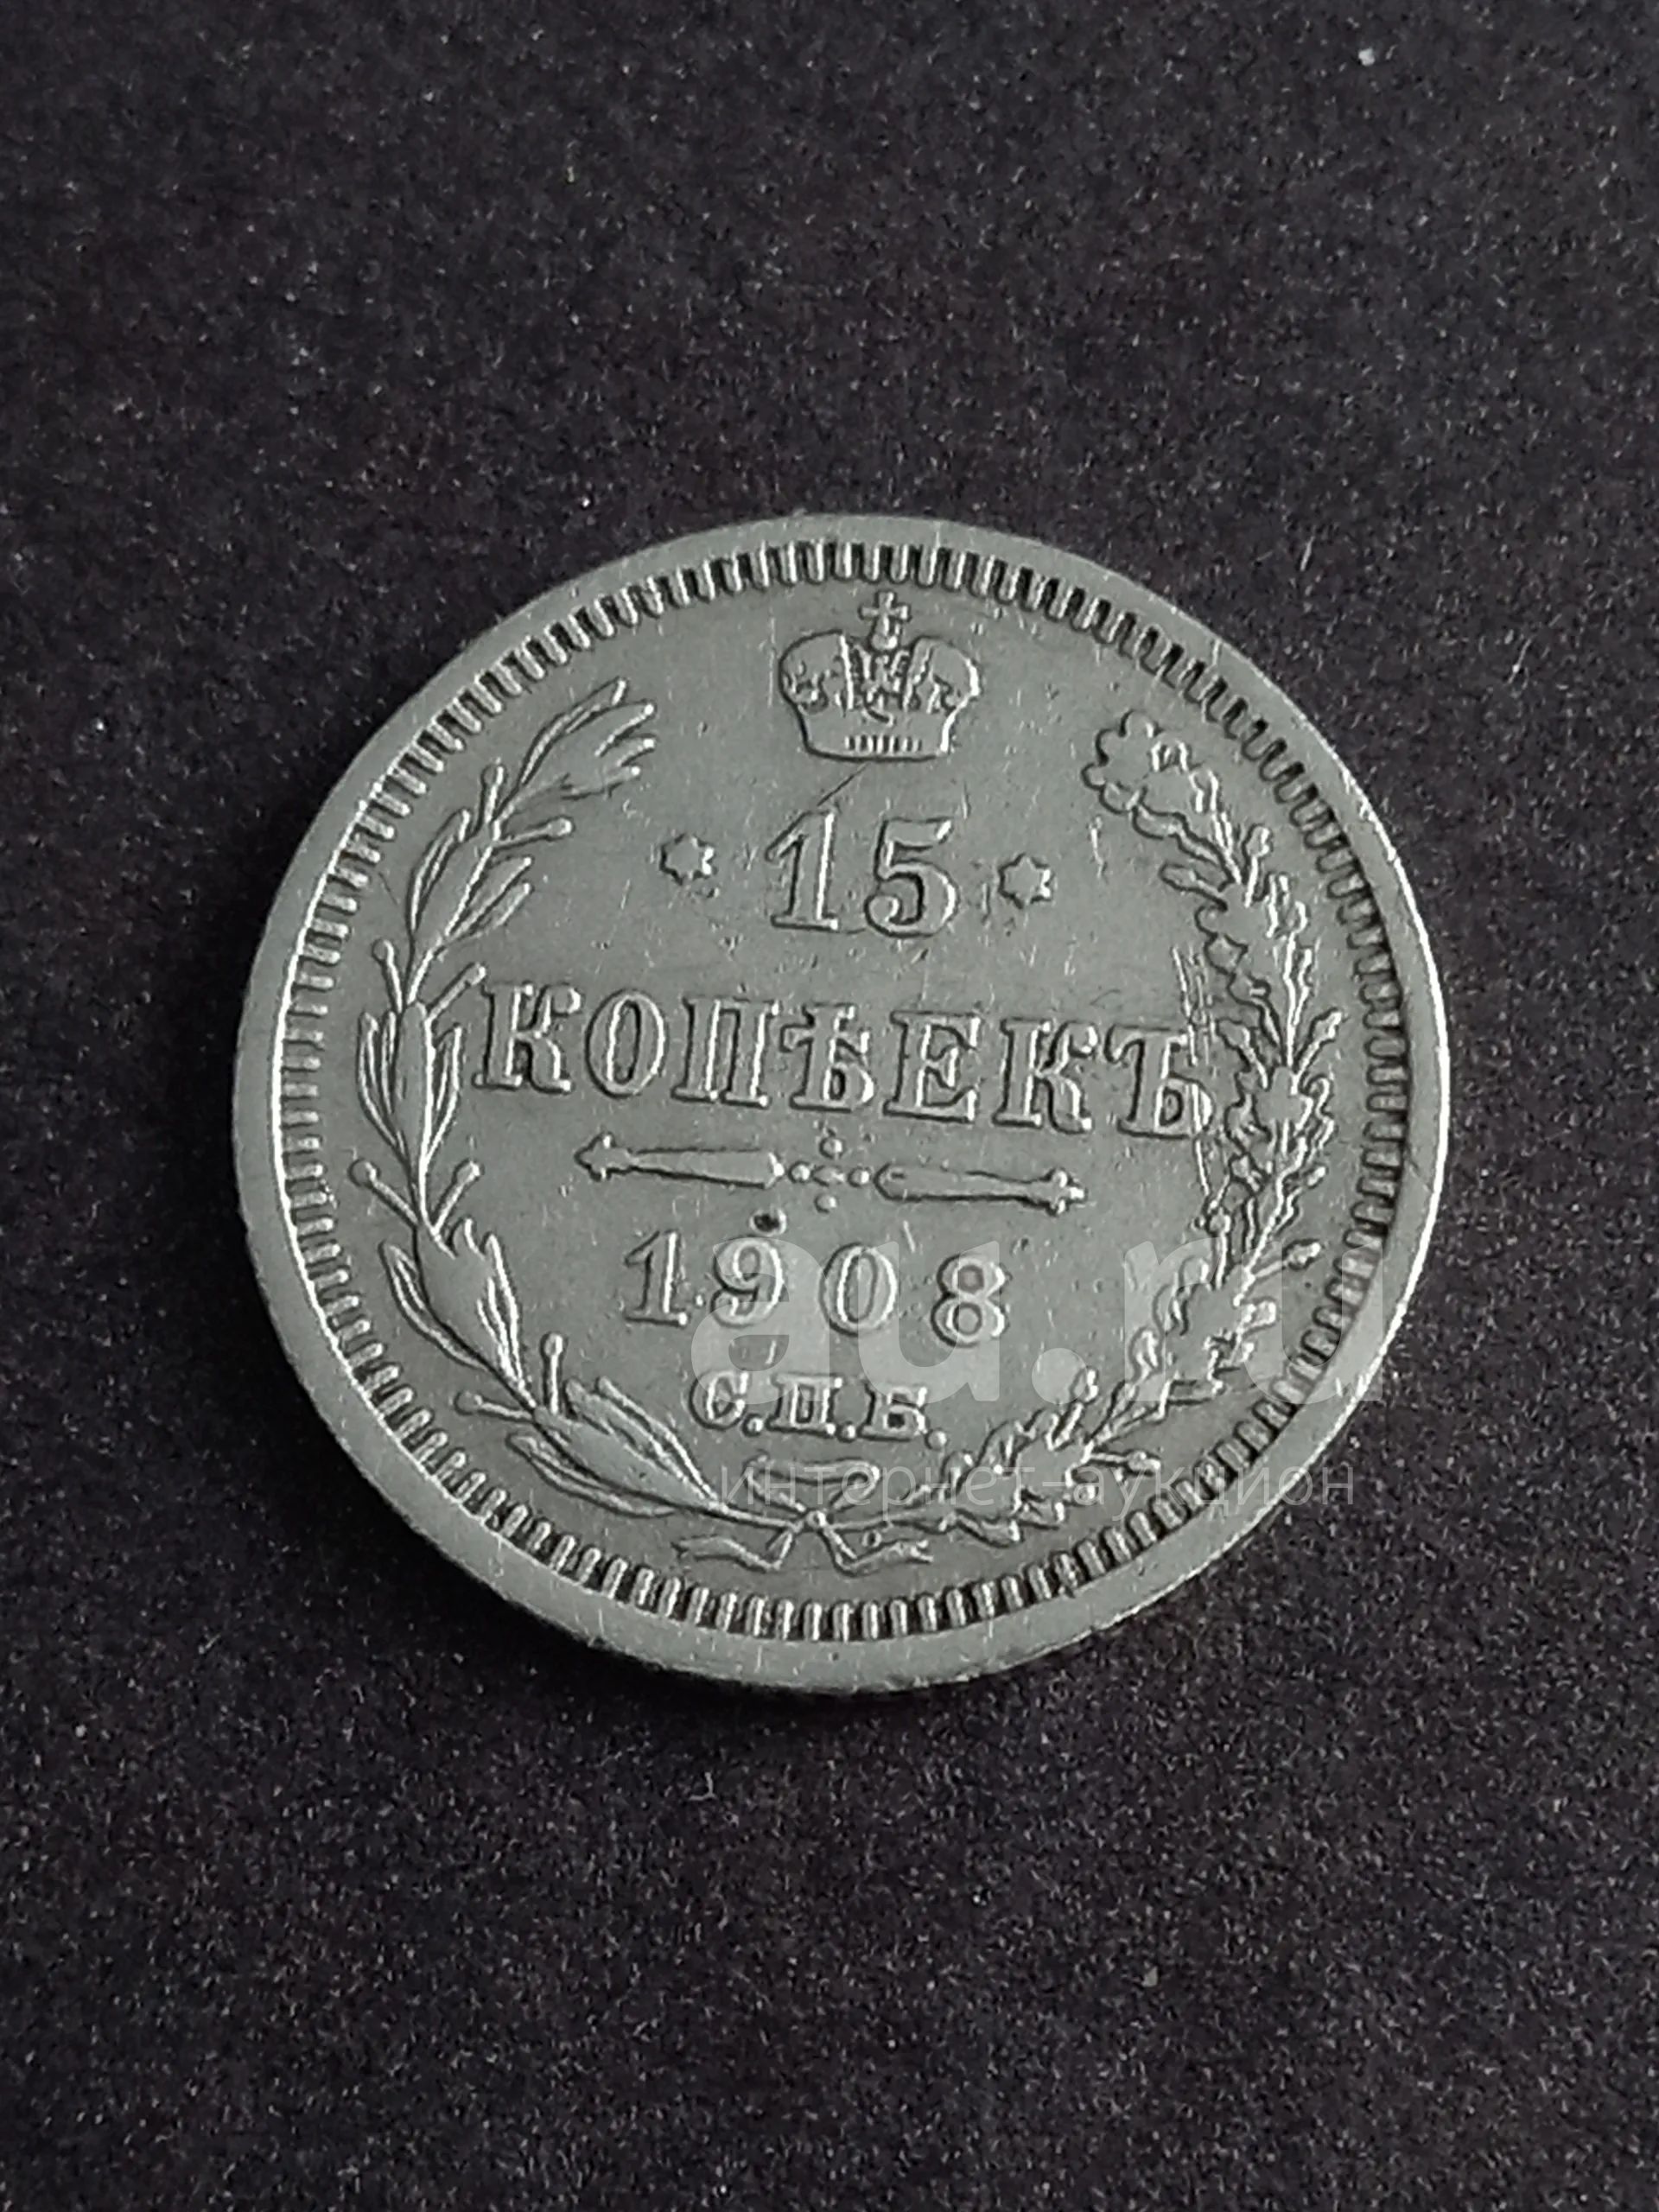 15
КОПѢЕКЪ
1908
С.П.Б.
au.ru
интернет-аукцион